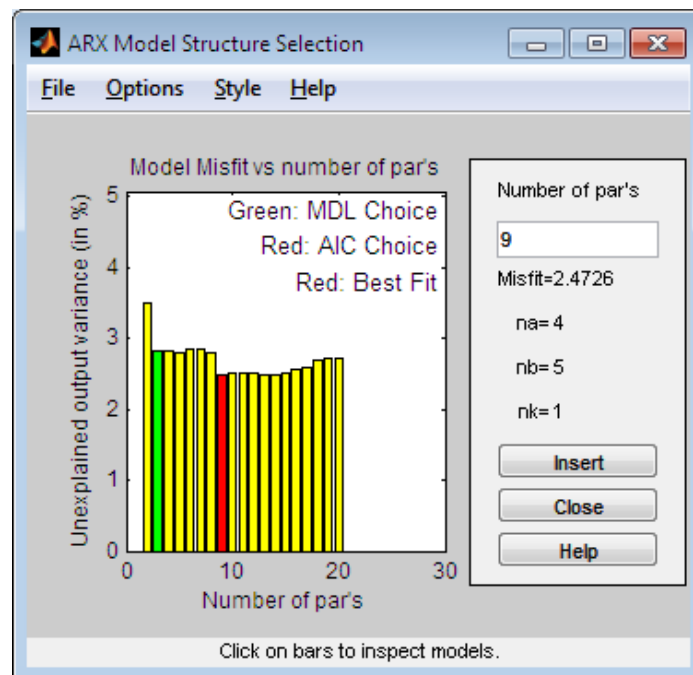 ARX Model Structure Selection
File Options Style Help
Model Misfit vs number of par's
Unexplained output variance (in %)
5
4
3
2
1
0
Green: MDL Choice
Red: AIC Choice
Red: Best Fit
0 10 20 30
Number of par's
Number of par's
9
Misfit=2.4726
na= 4
nb= 5
nk= 1
Insert
Close
Help
Click on bars to inspect models.